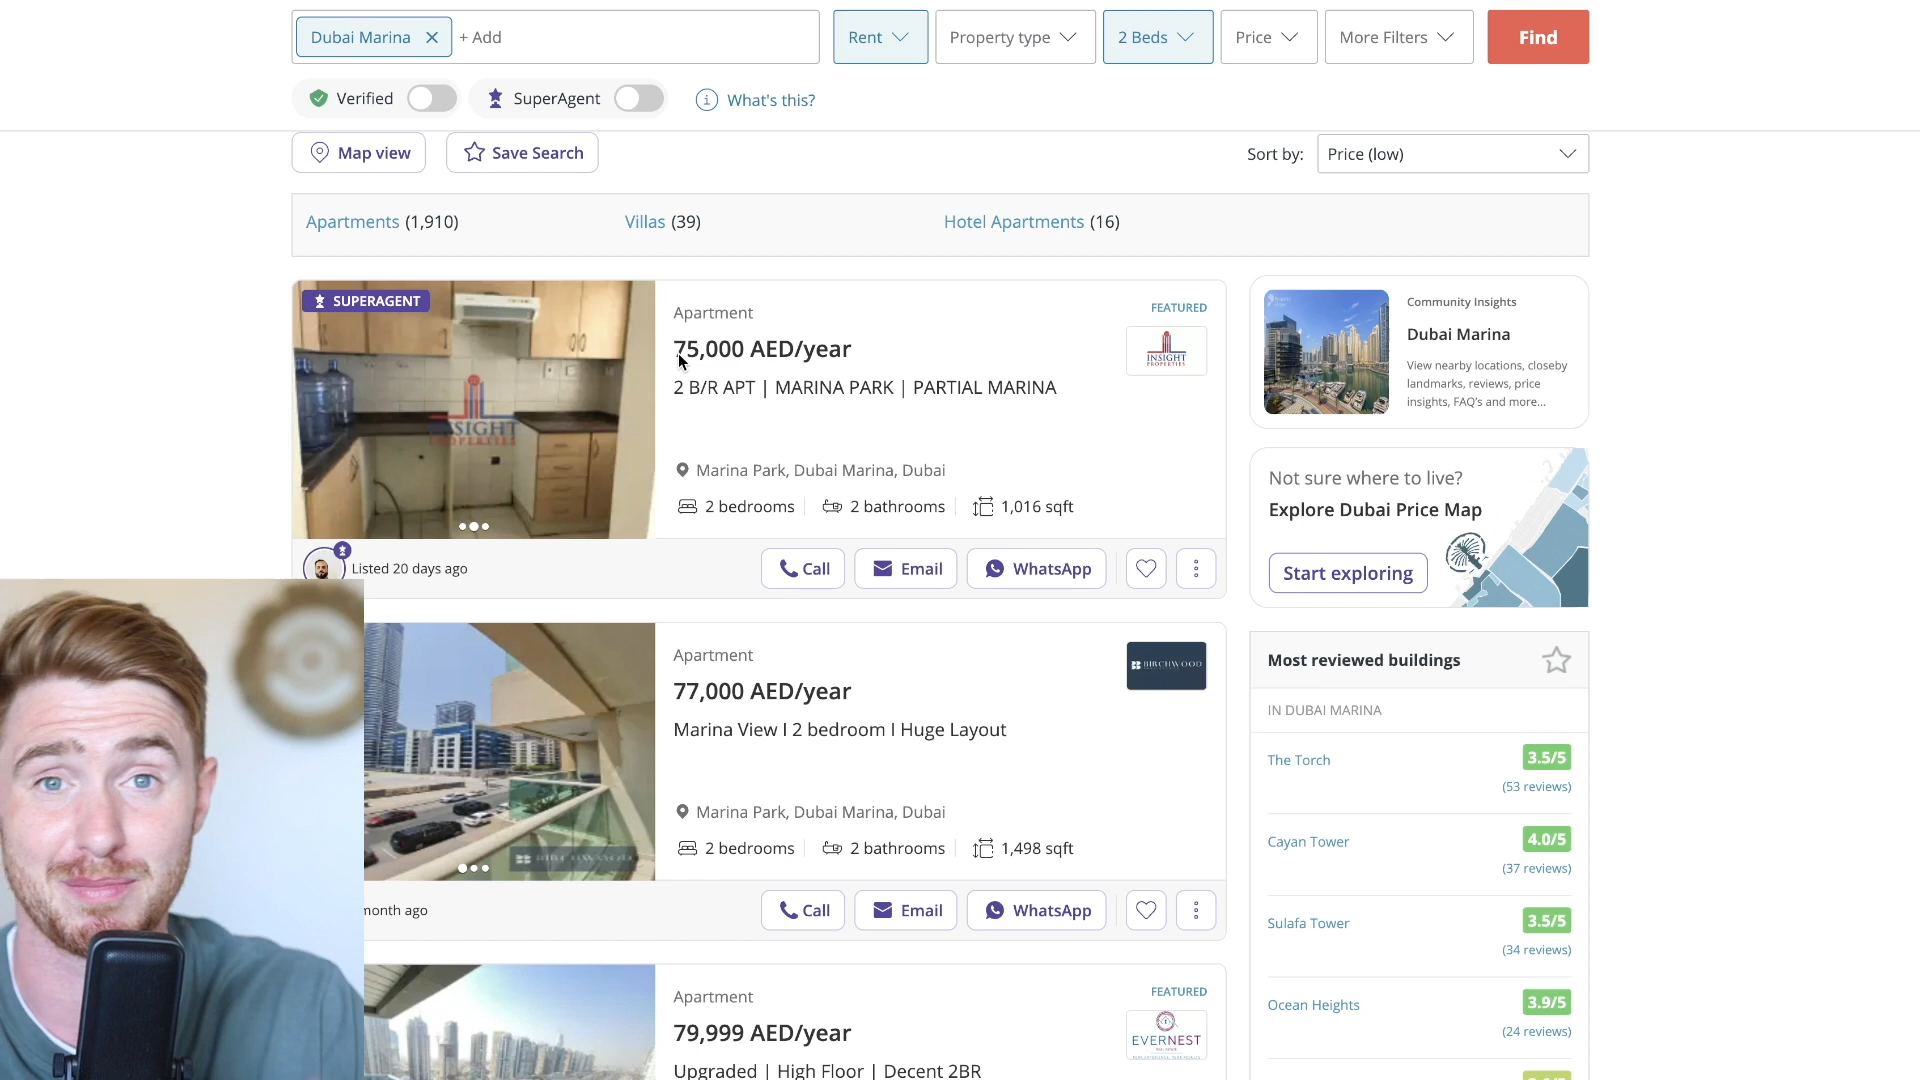 Dubai Marina
+ Add
Rent
Property type
2 Beds
Price
More Filters
Find
Verified
SuperAgent
What's this?
Map view
Save Search
Sort by:
Price (low)
Apartments (1,910)
Villas (39)
Hotel Apartments (16)
SUPERAGENT
INSIGHT
PROPERTIES
Apartment
FEATURED
75,000 AED/year
INSIGHT
PROPERTIES
2 B/R APT | MARINA PARK | PARTIAL MARINA
Marina Park, Dubai Marina, Dubai
2 bedrooms
2 bathrooms
1,016 sqft
Listed 20 days ago
Call
Email
WhatsApp
Apartment
BIRCHWOOD
77,000 AED/year
Marina View I 2 bedroom I Huge Layout
Marina Park, Dubai Marina, Dubai
2 bedrooms
2 bathrooms
1,498 sqft
month ago
Call
Email
WhatsApp
Apartment
FEATURED
79,999 AED/year
EVERNEST
Upgraded | High Floor | Decent 2BR
Community Insights
Dubai Marina
View nearby locations, closeby
landmarks, reviews, price
insights, FAQ's and more...
Not sure where to live?
Explore Dubai Price Map
Start exploring
Most reviewed buildings
IN DUBAI MARINA
The Torch
3.5/5
(53 reviews)
Cayan Tower
4.0/5
(37 reviews)
Sulafa Tower
3.5/5
(34 reviews)
Ocean Heights
3.9/5
(24 reviews)